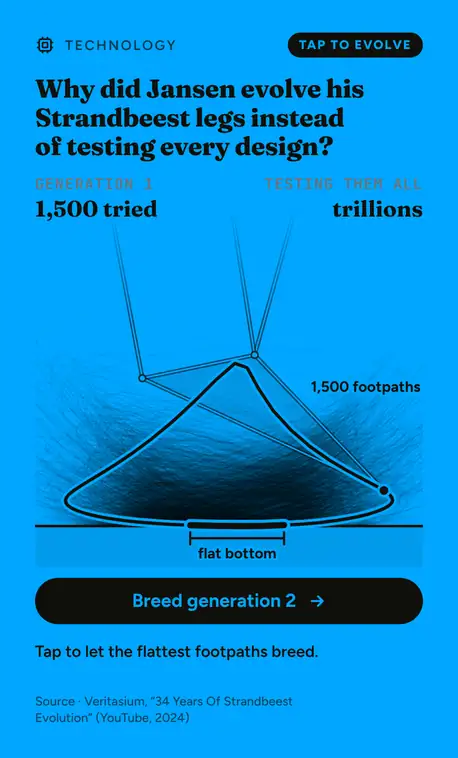 TECHNOLOGY
TAP TO EVOLVE
Why did Jansen evolve his
Strandbeest legs instead
of testing every design?
GENERATION 1
TESTING THEM ALL
1,500 tried
trillions
1,500 footpaths
flat bottom
Breed generation 2 →
Tap to let the flattest footpaths breed.
Source · Veritasium, “34 Years Of Strandbeest
Evolution” (YouTube, 2024)